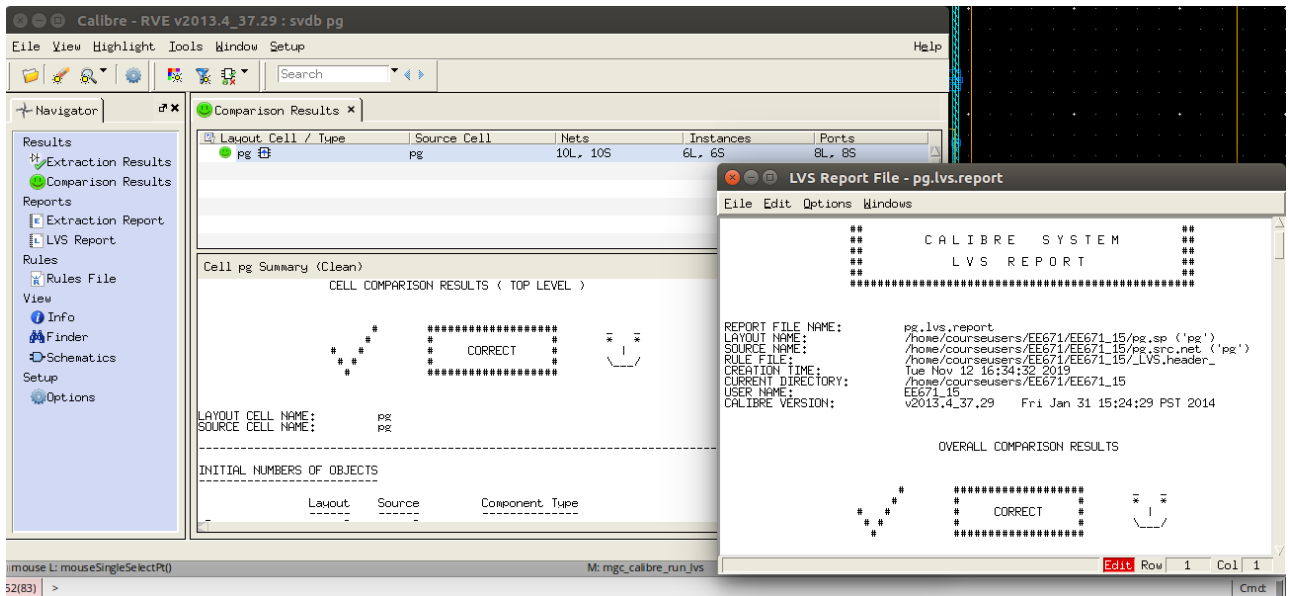 Calibre - RVE v2013.4_37.29 : svdb pg
File View Highlight Tools Window Setup Help
Search
Navigator
Results
Extraction Results
Comparison Results
Reports
Extraction Report
LVS Report
Rules
Rules File
View
Info
Finder
Schematics
Setup
Options
Comparison Results ×
Layout Cell / Type Source Cell Nets Instances Ports
pg pg 10L, 10S 6L, 6S 8L, 8S
Cell pg Summary (Clean)
CELL COMPARISON RESULTS ( TOP LEVEL )
# ################### _ _
# # # * *
# # # CORRECT # |
# # # # \___/
# ###################
LAYOUT CELL NAME: pg
SOURCE CELL NAME: pg
INITIAL NUMBERS OF OBJECTS
Layout Source Component Type
mouse L: mouseSingleSelectPt() M: mgc_calibre_run_lvs
52(83) >
Cmd:
LVS Report File - pg.lvs.report
File Edit Options Windows
## ##
## C A L I B R E S Y S T E M ##
## ##
## L V S R E P O R T ##
## ##
##################################################
REPORT FILE NAME: pg.lvs.report
LAYOUT NAME: /home/courseusers/EE671/EE671_15/pg.sp ('pg')
SOURCE NAME: /home/courseusers/EE671/EE671_15/pg.src.net ('pg')
RULE FILE: /home/courseusers/EE671/EE671_15/_LVS.header_
CREATION TIME: Tue Nov 12 16:34:32 2019
CURRENT DIRECTORY: /home/courseusers/EE671/EE671_15
USER NAME: EE671_15
CALIBRE VERSION: v2013.4_37.29 Fri Jan 31 15:24:29 PST 2014
OVERALL COMPARISON RESULTS
# ################### _ _
# # # * *
# # # CORRECT # |
# # # # \___/
# ###################
Edit Row 1 Col 1